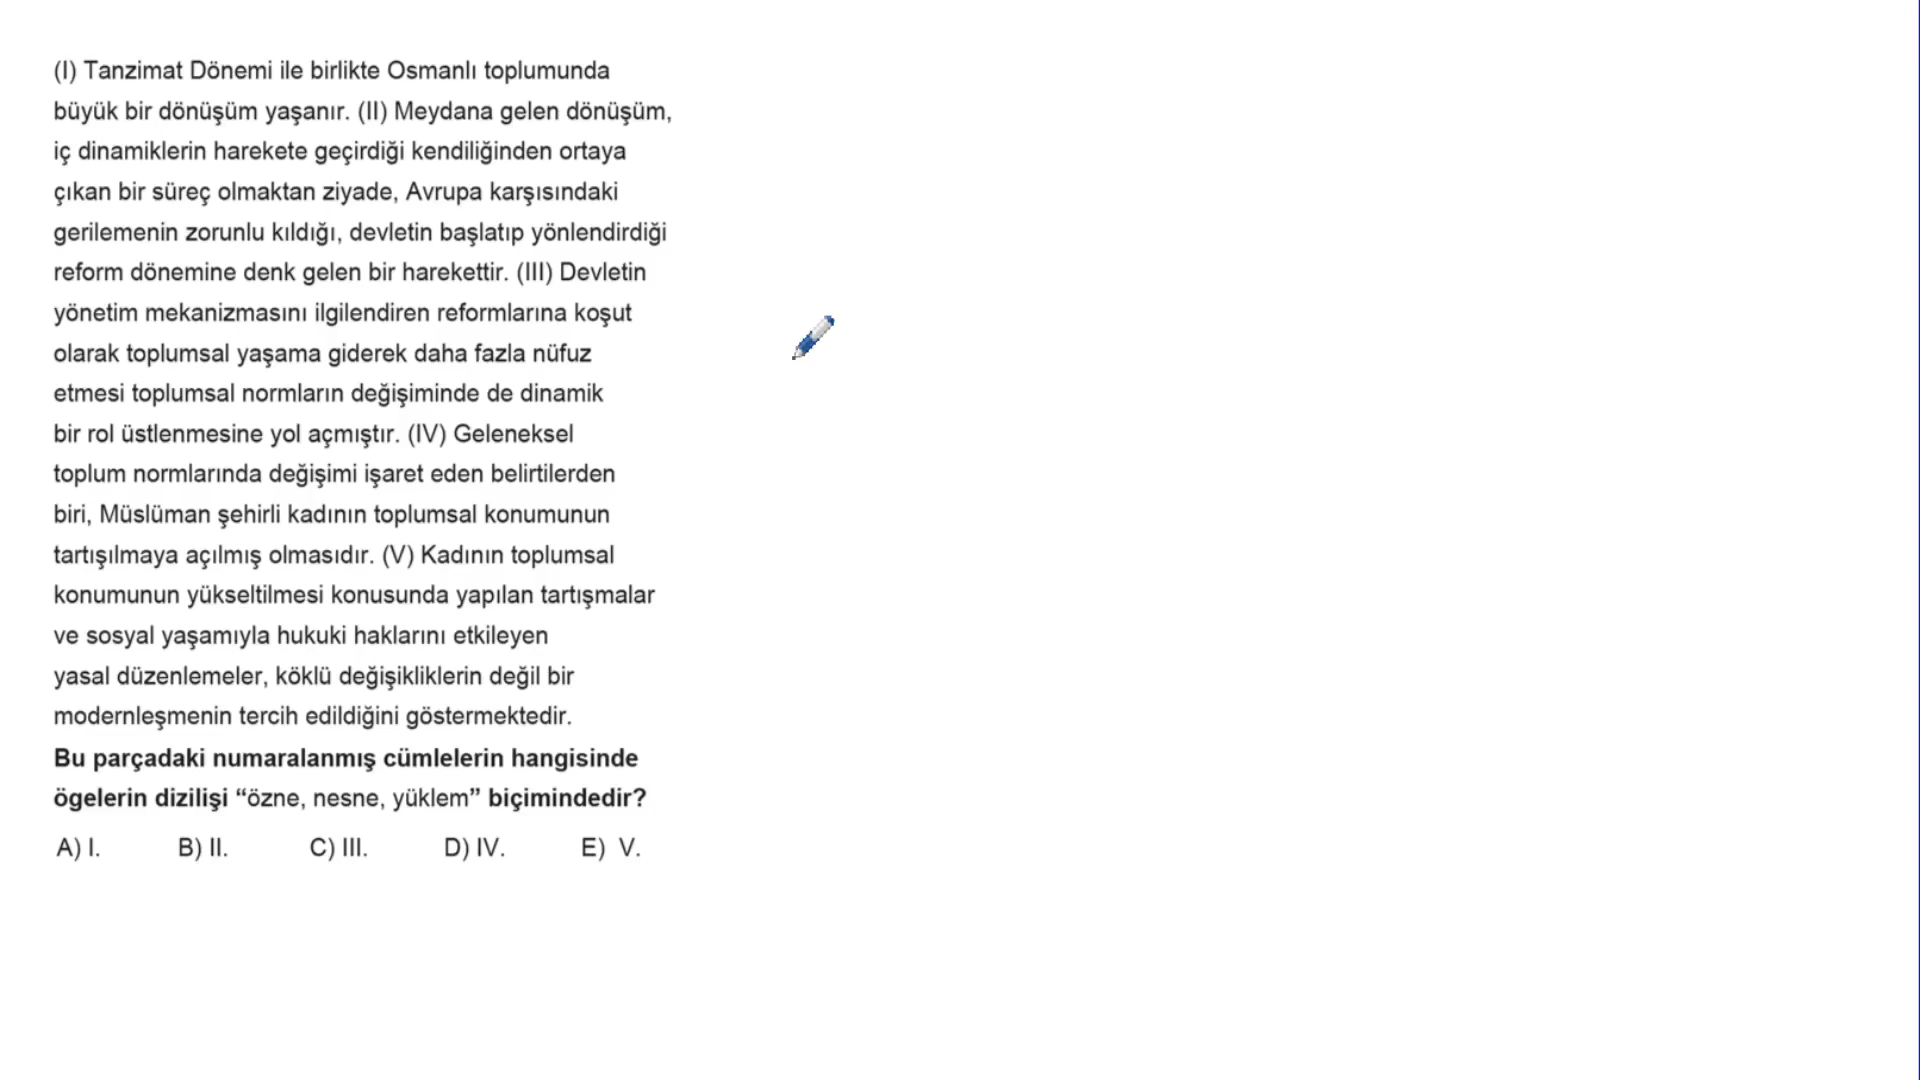 (I) Tanzimat Dönemi ile birlikte Osmanlı toplumunda
büyük bir dönüşüm yaşanır. (II) Meydana gelen dönüşüm,
iç dinamiklerin harekete geçirdiği kendiliğinden ortaya
çıkan bir süreç olmaktan ziyade, Avrupa karşısındaki
gerilemenin zorunlu kıldığı, devletin başlatıp yönlendirdiği
reform dönemine denk gelen bir harekettir. (III) Devletin
yönetim mekanizmasını ilgilendiren reformlarına koşut
olarak toplumsal yaşama giderek daha fazla nüfuz
etmesi toplumsal normların değişiminde de dinamik
bir rol üstlenmesine yol açmıştır. (IV) Geleneksel
toplum normlarında değişimi işaret eden belirtilerden
biri, Müslüman şehirli kadının toplumsal konumunun
tartışılmaya açılmış olmasıdır. (V) Kadının toplumsal
konumunun yükseltilmesi konusunda yapılan tartışmalar
ve sosyal yaşamıyla hukuki haklarını etkileyen
yasal düzenlemeler, köklü değişikliklerin değil bir
modernleşmenin tercih edildiğini göstermektedir.
Bu parçadaki numaralanmış cümlelerin hangisinde
ögelerin dizilişi “özne, nesne, yüklem” biçimindedir?
A) I. B) II. C) III. D) IV. E) V.